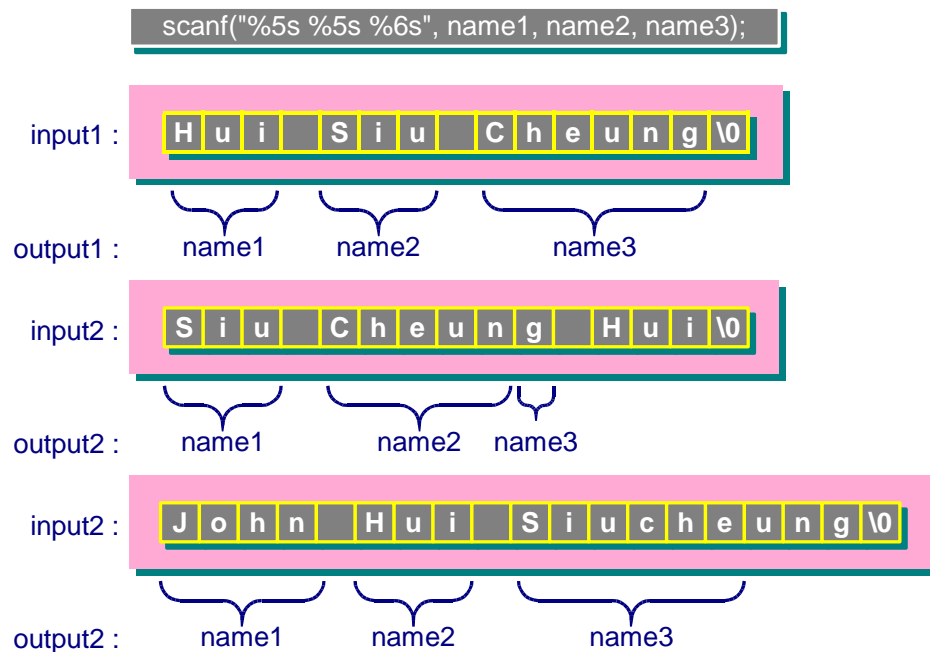 scanf("%5s %5s %6s", name1, name2, name3);
input1 : H u i S i u C h e u n g \0
output1 : name1 name2 name3
input2 : S i u C h e u n g H u i \0
output2 : name1 name2 name3
input2 : J o h n H u i S i u c h e u n g \0
output2 : name1 name2 name3